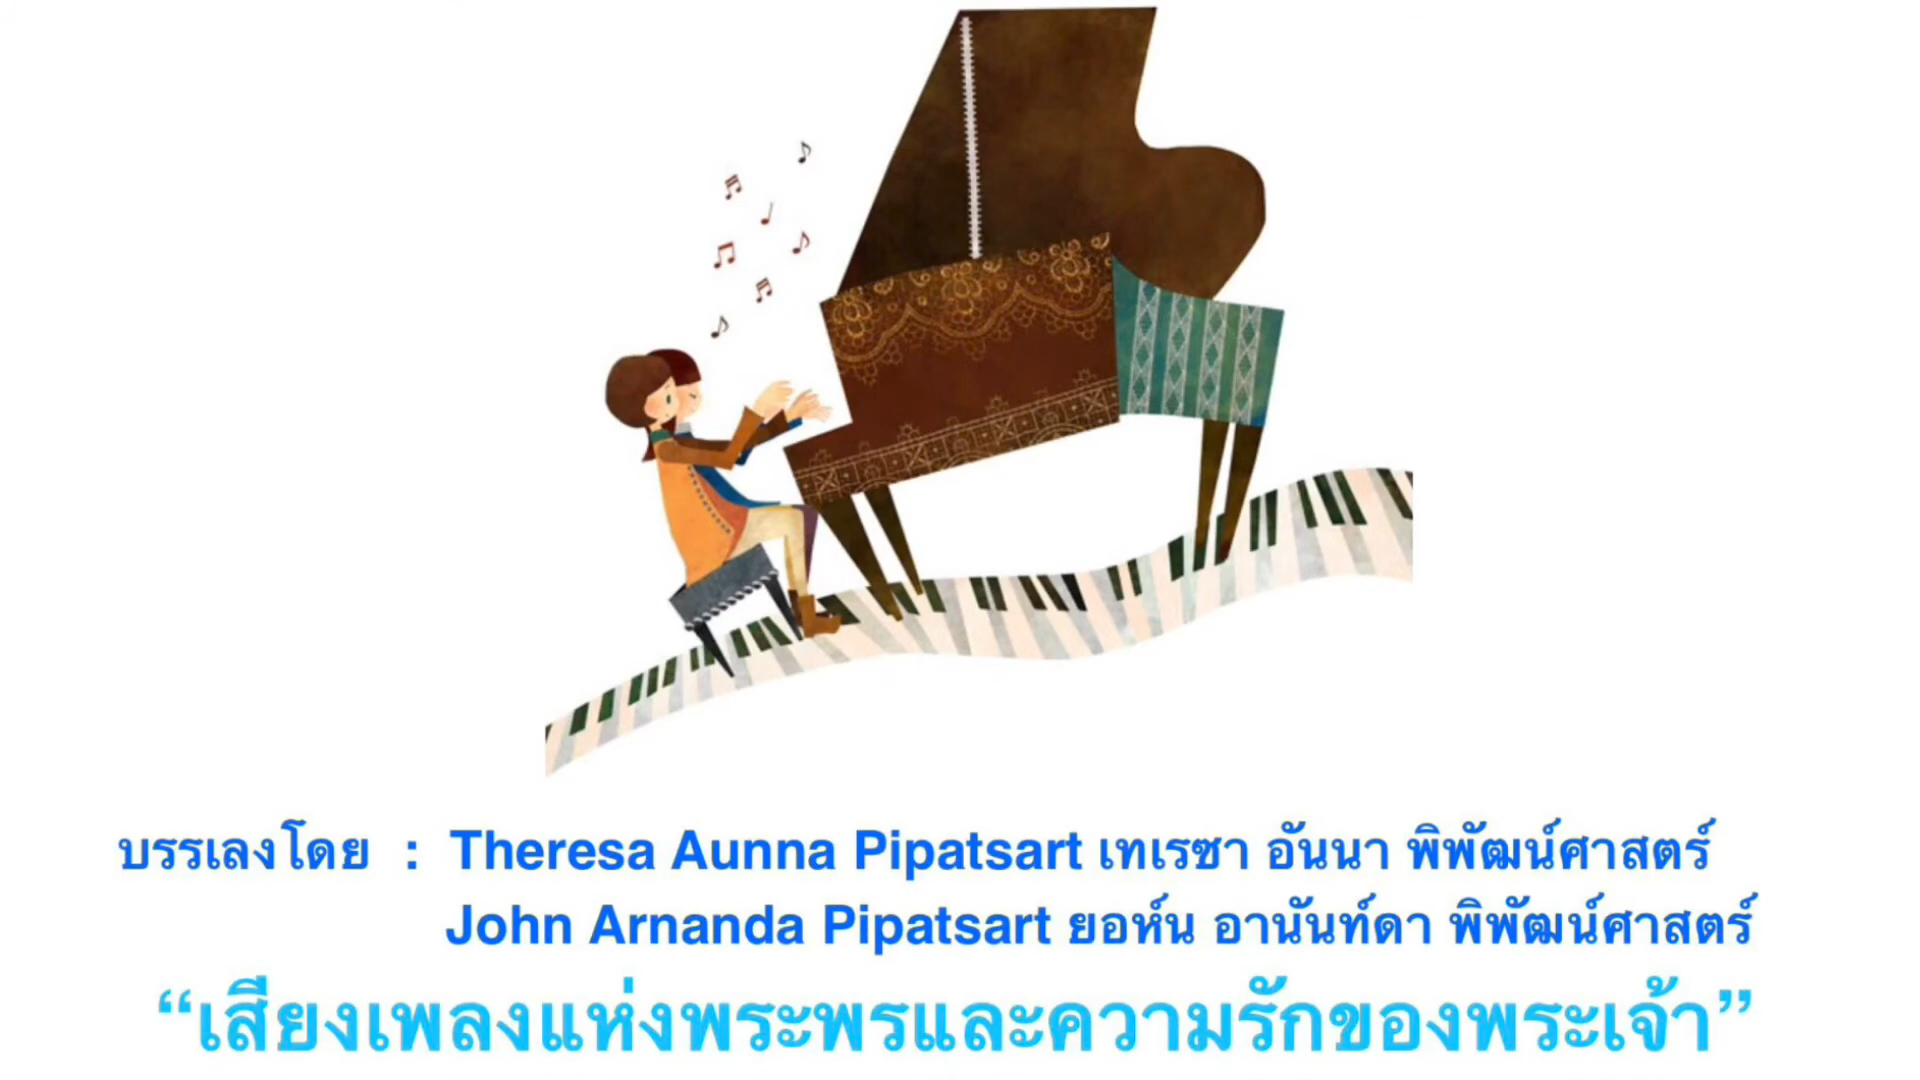 บรรเลงโดย : Theresa Aunna Pipatsart เทเรซา อันนา พิพัฒน์ศาสตร์
John Arnanda Pipatsart ยอห์น อานันท์ดา พิพัฒน์ศาสตร์
“เสียงเพลงแห่งพระพรและความรักของพระเจ้า”